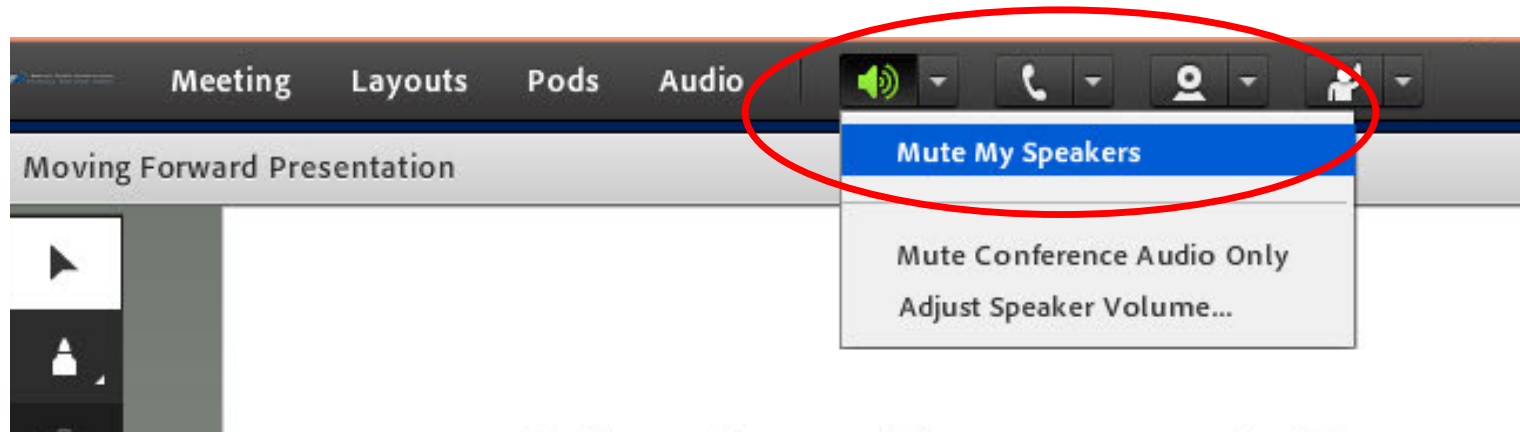 Meeting Layouts Pods Audio
Moving Forward Presentation
Mute My Speakers
Mute Conference Audio Only
Adjust Speaker Volume...